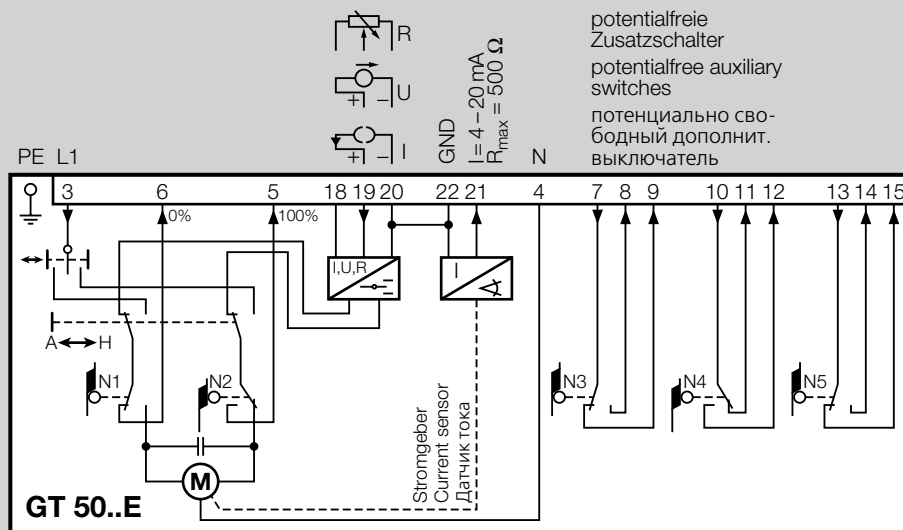 R
U
+ −
I
+ −
GND
I = 4 – 20 mA
Rmax = 500 Ω
potentialfreie
Zusatzschalter
potentialfree auxiliary
switches
потенциально сво-
бодный дополнит.
выключатель
PE L1 N
3 6 5 18 19 20 22 21 4 7 8 9 10 11 12 13 14 15
0% 100%
I,U,R
I
A H
N1 N2 N3 N4 N5
Stromgeber
Current sensor
Датчик тока
M
GT 50..E